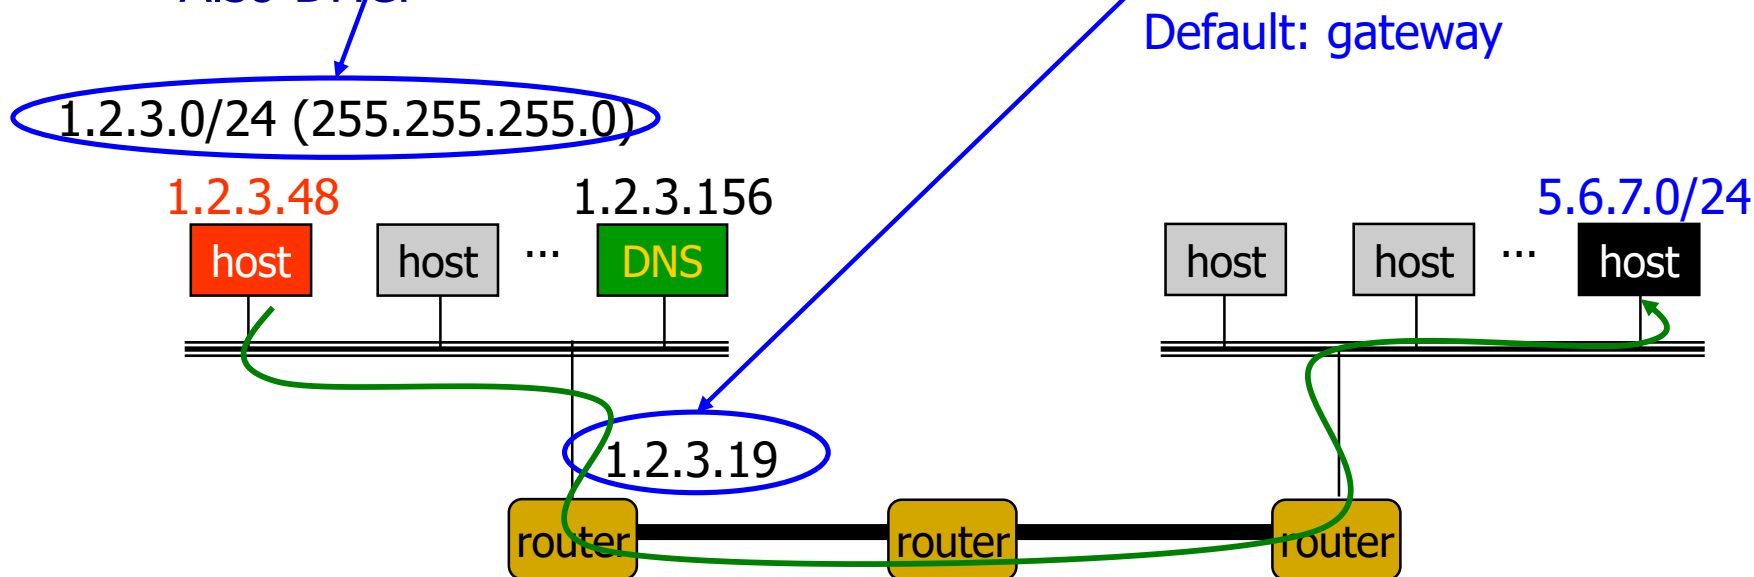 Default: gateway
1.2.3.0/24 (255.255.255.0)
1.2.3.48
1.2.3.156
5.6.7.0/24
host
host
...
DNS
host
host
...
host
1.2.3.19
router
router
router